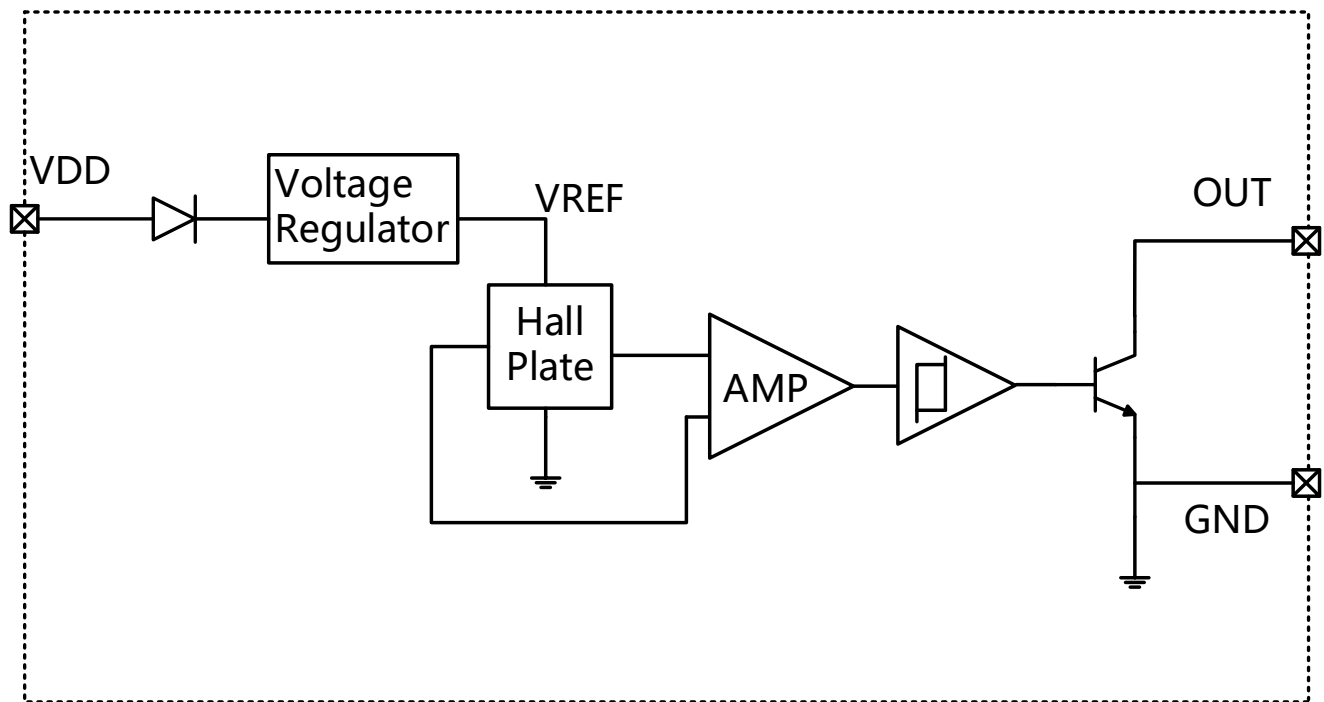 VDD
Voltage
Regulator
VREF
OUT
Hall
Plate
AMP
GND